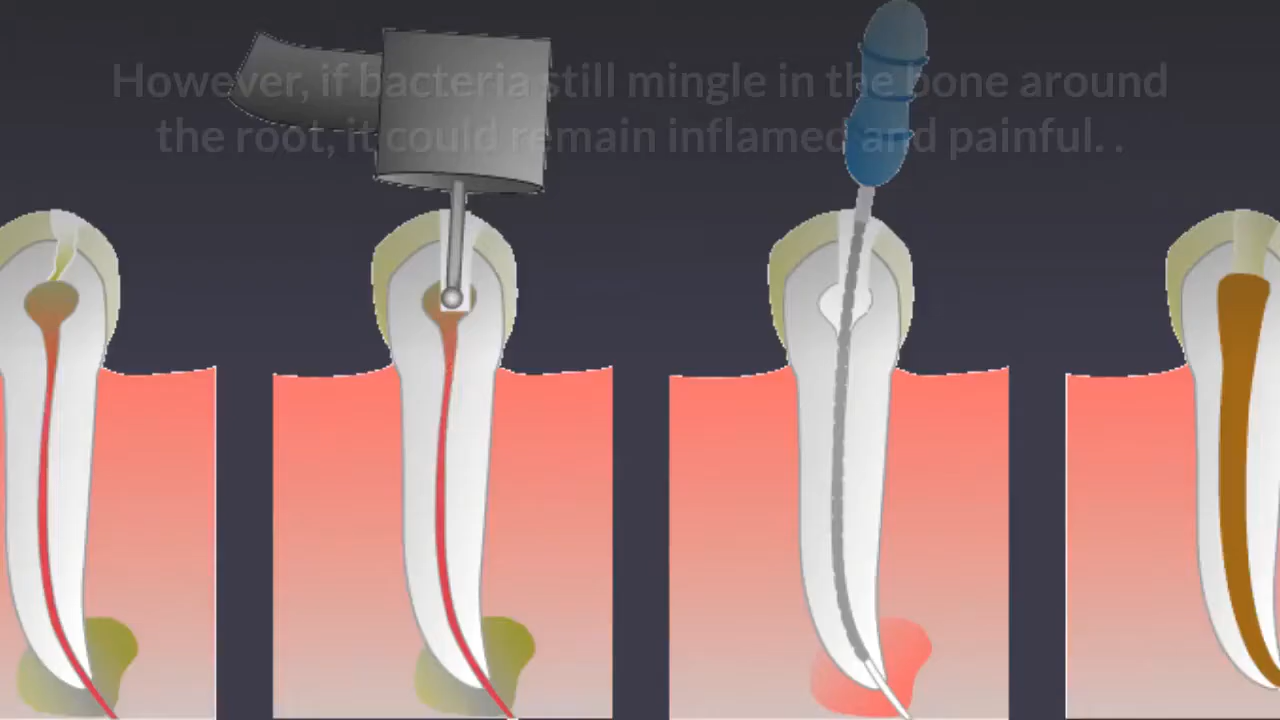 However, if bacteria still mingle in the bone around
the root, it could remain inflamed and painful. .